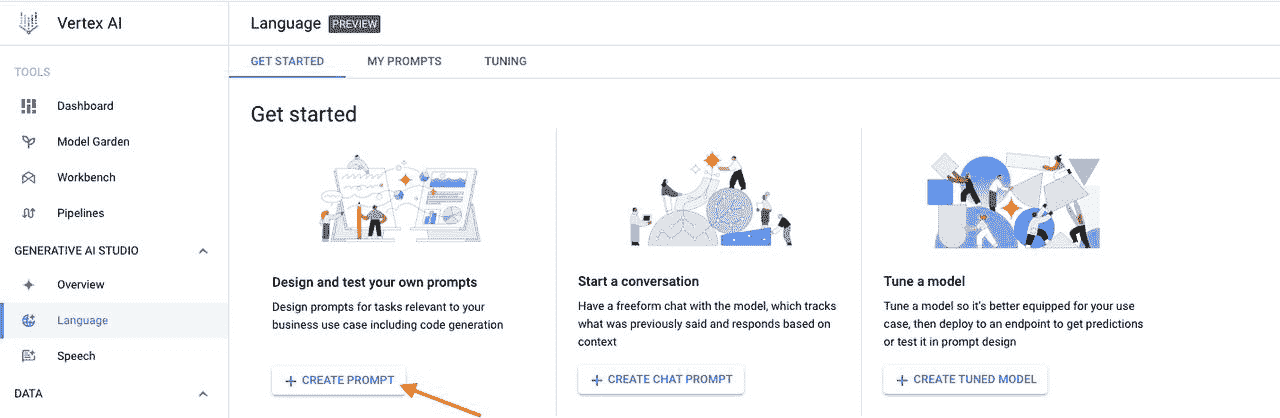 Vertex AI
Language PREVIEW
TOOLS
Dashboard
Model Garden
Workbench
Pipelines
GENERATIVE AI STUDIO
Overview
Language
Speech
DATA
GET STARTED MY PROMPTS TUNING
Get started
Design and test your own prompts
Design prompts for tasks relevant to your
business use case including code generation
+ CREATE PROMPT
Start a conversation
Have a freeform chat with the model, which tracks
what was previously said and responds based on
context
+ CREATE CHAT PROMPT
Tune a model
Tune a model so it's better equipped for your use
case, then deploy to an endpoint to get predictions
or test it in prompt design
+ CREATE TUNED MODEL